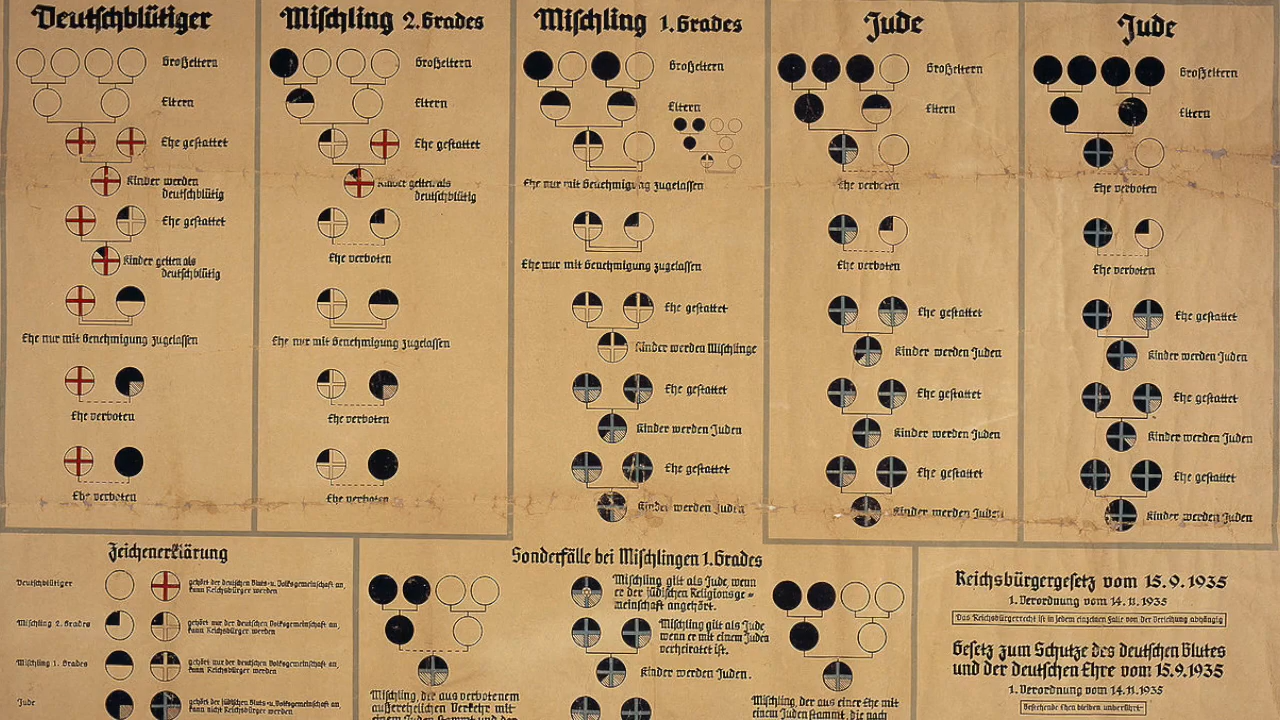 Deutschblütiger
Großeltern
Eltern
Ehe gestattet
Kinder werden
deutschblütig
Ehe gestattet
Kinder gelten als
deutschblütig
Ehe nur mit Genehmigung zugelassen
Ehe verboten
Ehe verboten
Mischling 2. Grades
Großeltern
Eltern
Ehe gestattet
Kinder gelten als
deutschblütig
Ehe verboten
Ehe nur mit Genehmigung zugelassen
Ehe verboten
Ehe verboten
Mischling 1. Grades
Großeltern
Eltern
Ehe nur mit Genehmigung zugelassen
Ehe nur mit Genehmigung zugelassen
Ehe gestattet
Kinder werden Mischlinge
Ehe gestattet
Kinder werden Juden
Ehe gestattet
Kinder werden Juden
Jude
Großeltern
Eltern
Ehe verboten
Ehe verboten
Ehe gestattet
Kinder werden Juden
Ehe gestattet
Kinder werden Juden
Ehe gestattet
Kinder werden Juden
Jude
Großeltern
Eltern
Ehe verboten
Ehe verboten
Ehe gestattet
Kinder werden Juden
Ehe gestattet
Kinder werden Juden
Ehe gestattet
Kinder werden Juden
Zeichenerklärung
Deutschblütiger
gehört der deutschen Bluts- u. Volksgemeinschaft an,
kann Reichsbürger werden
Mischling 2. Grades
gehört nur der deutschen Volksgemeinschaft an,
kann Reichsbürger werden
Mischling 1. Grades
gehört nur der deutschen Volksgemeinschaft an,
kann Reichsbürger werden
Jude
gehört der jüdischen Bluts- u. Volksgemeinschaft an,
kann nicht Reichsbürger werden
Sonderfälle bei Mischlingen 1. Grades
Mischling, der aus verbotenem
außerehelichen Verkehr mit
einem Juden stammt und der
Mischling gilt als Jude, wenn
er der jüdischen Religionsge-
meinschaft angehört.
Mischling gilt als Jude
wenn er mit einem Juden
verheiratet ist.
Kinder werden Juden.
Mischling der aus einer Ehe mit
einem Juden stammt, die nach
Reichsbürgergesetz vom 15.9.1935
1. Verordnung vom 14.11.1935
Das Reichsbürgerrecht ist in jedem einzelnen Falle von der Verleihung abhängig
Gesetz zum Schutze des deutschen Blutes
und der deutschen Ehre vom 15.9.1935
1. Verordnung vom 14.11.1935
Bestehende Ehen bleiben unberührt.